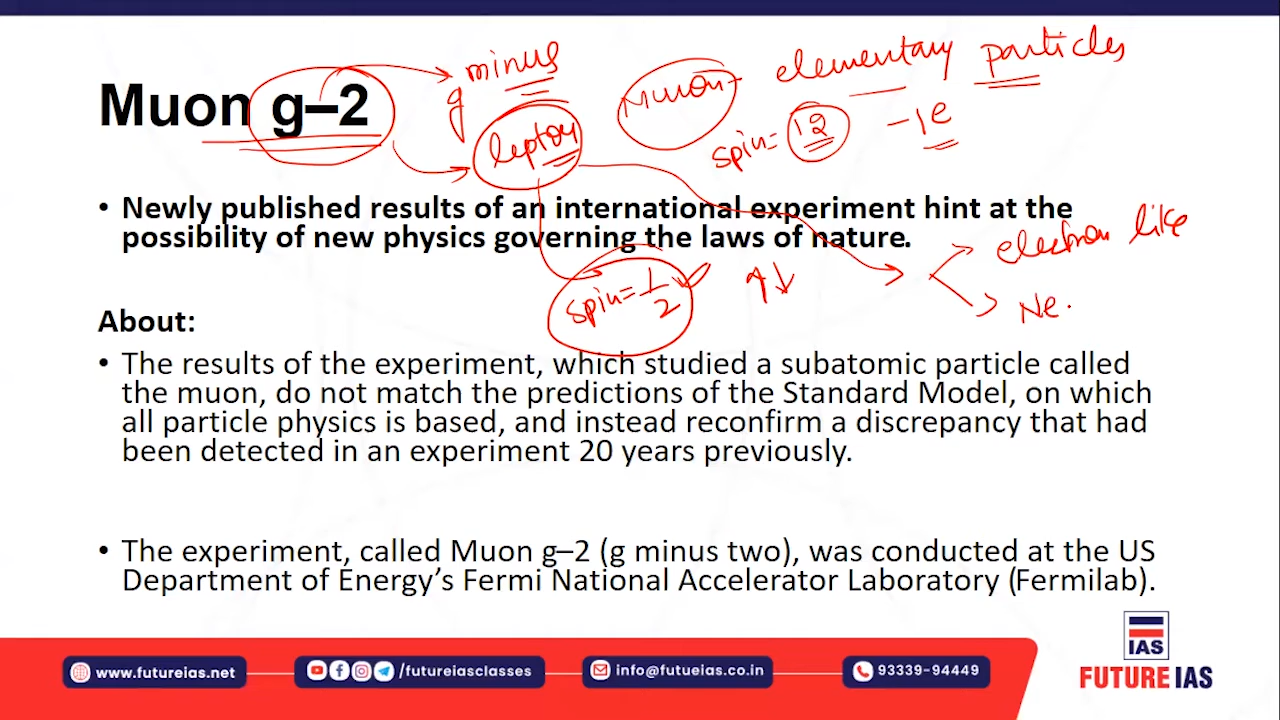 Muon g–2
g minus
Muon- elementary particles
lepton
spin= 12 -1e
• Newly published results of an international experiment hint at the
possibility of new physics governing the laws of nature.
electron like
spin=1/2
Ne.
About:
• The results of the experiment, which studied a subatomic particle called
the muon, do not match the predictions of the Standard Model, on which
all particle physics is based, and instead reconfirm a discrepancy that had
been detected in an experiment 20 years previously.
• The experiment, called Muon g–2 (g minus two), was conducted at the US
Department of Energy's Fermi National Accelerator Laboratory (Fermilab).
www.futureias.net
/futureiasclasses
info@futueias.co.in
93339-94449
IAS
FUTURE IAS